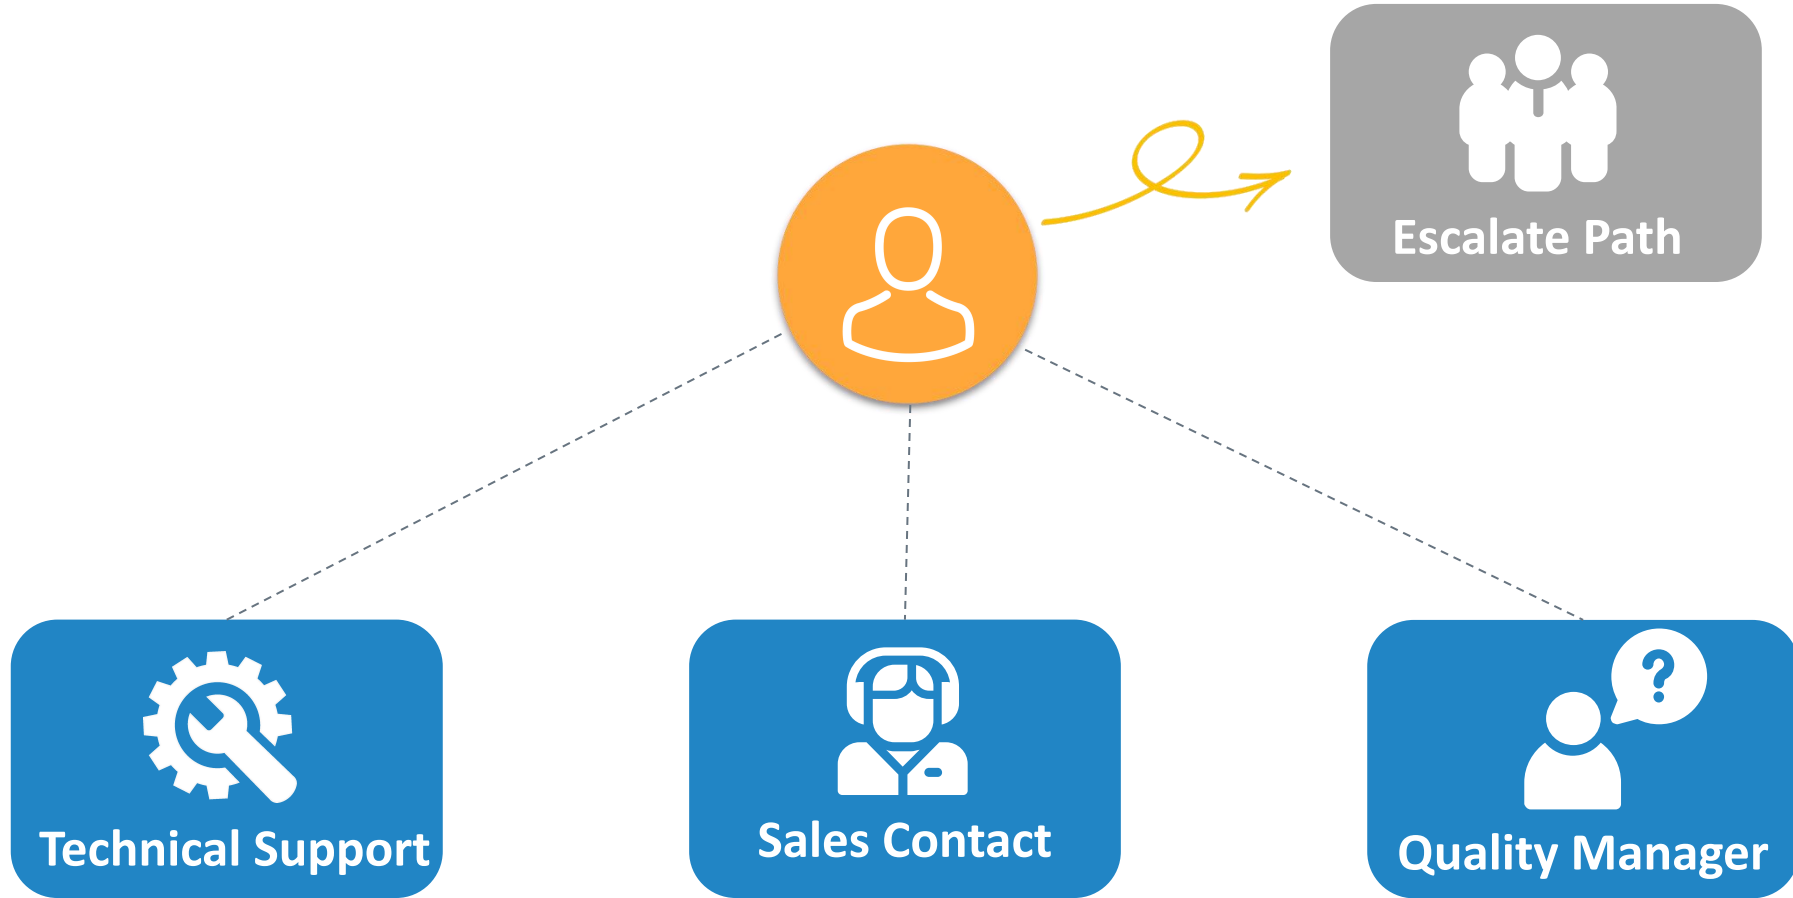 Escalate Path
Technical Support
Sales Contact
Quality Manager
?